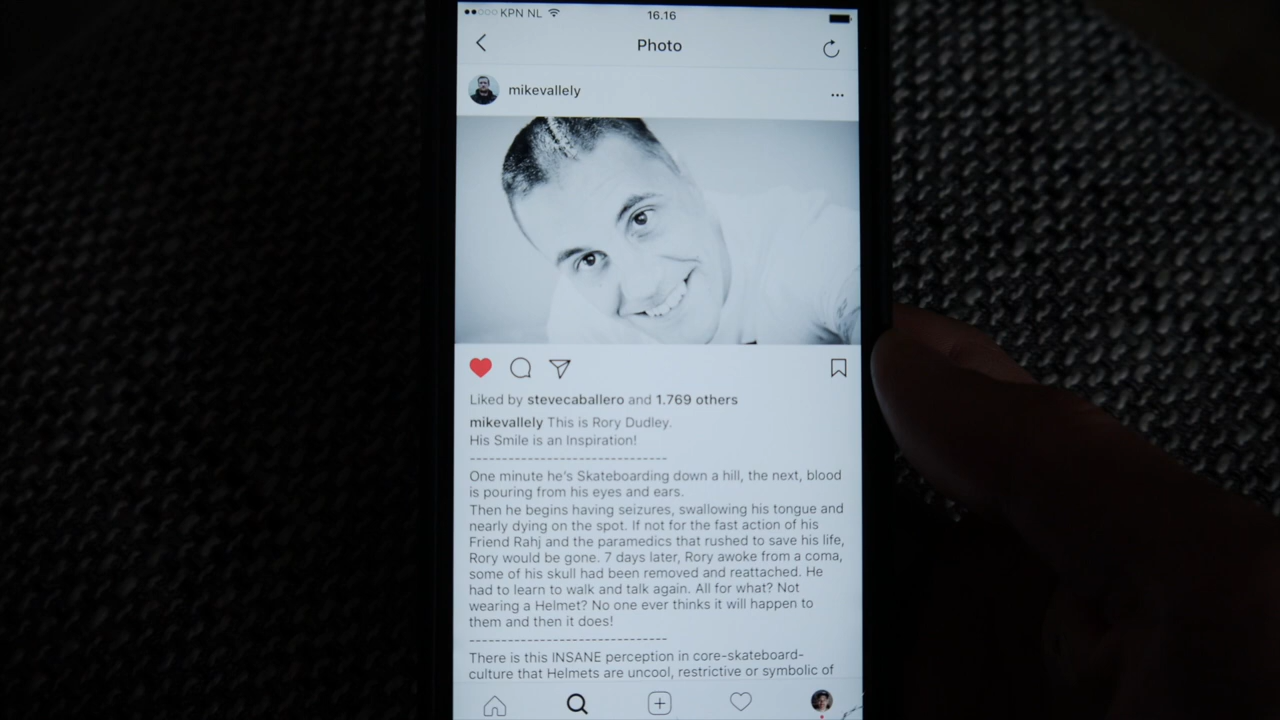 KPN NL 16.16
Photo
mikevallely
Liked by stevecaballero and 1.769 others
mikevallely This is Rory Dudley.
His Smile is an Inspiration!
------------------------------
One minute he's Skateboarding down a hill, the next, blood
is pouring from his eyes and ears.
Then he begins having seizures, swallowing his tongue and
nearly dying on the spot. If not for the fast action of his
Friend Rahj and the paramedics that rushed to save his life,
Rory would be gone. 7 days later, Rory awoke from a coma,
some of his skull had been removed and reattached. He
had to learn to walk and talk again. All for what? Not
wearing a Helmet? No one ever thinks it will happen to
them and then it does!
------------------------------
There is this INSANE perception in core-skateboard-
culture that Helmets are uncool, restrictive or symbolic of